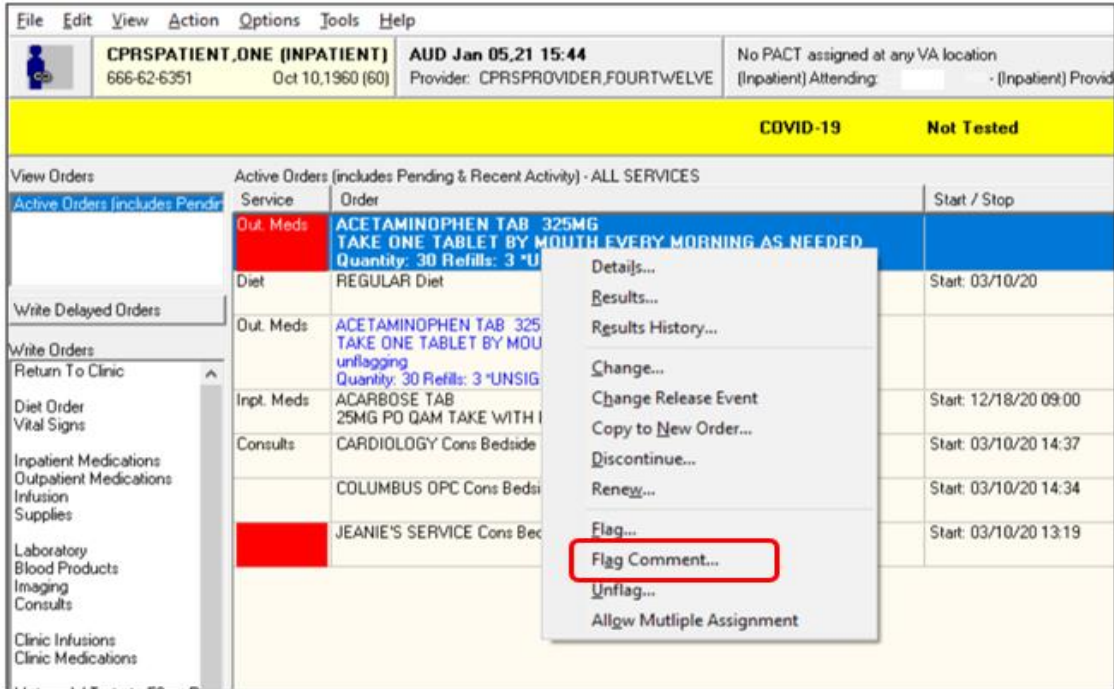 File Edit View Action Options Tools Help
CPRSPATIENT,ONE (INPATIENT)
666-62-6351 Oct 10,1960 (60)
AUD Jan 05,21 15:44
Provider: CPRSPROVIDER,FOURTWELVE
No PACT assigned at any VA location
(Inpatient) Attending: - (Inpatient) Provid
COVID-19 Not Tested
View Orders
Active Orders (includes Pendin
Write Delayed Orders
Write Orders
Return To Clinic
Diet Order
Vital Signs
Inpatient Medications
Outpatient Medications
Infusion
Supplies
Laboratory
Blood Products
Imaging
Consults
Clinic Infusions
Clinic Medications
Active Orders (includes Pending & Recent Activity) - ALL SERVICES
Service Order Start / Stop
Out. Meds ACETAMINOPHEN TAB 325MG
TAKE ONE TABLET BY MOUTH EVERY MORNING AS NEEDED
Quantity: 30 Refills: 3 *U
Diet REGULAR Diet Start: 03/10/20
Out. Meds ACETAMINOPHEN TAB 325
TAKE ONE TABLET BY MOU
unflagging
Quantity: 30 Refills: 3 *UNSIG
Inpt. Meds ACARBOSE TAB Start: 12/18/20 09:00
25MG PO QAM TAKE WITH
Consults CARDIOLOGY Cons Bedside Start: 03/10/20 14:37
COLUMBUS OPC Cons Bedsi Start: 03/10/20 14:34
JEANIE'S SERVICE Cons Bed Start: 03/10/20 13:19
Details...
Results...
Results History...
Change...
Change Release Event
Copy to New Order...
Discontinue...
Renew...
Flag...
Flag Comment...
Unflag...
Allow Mutliple Assignment